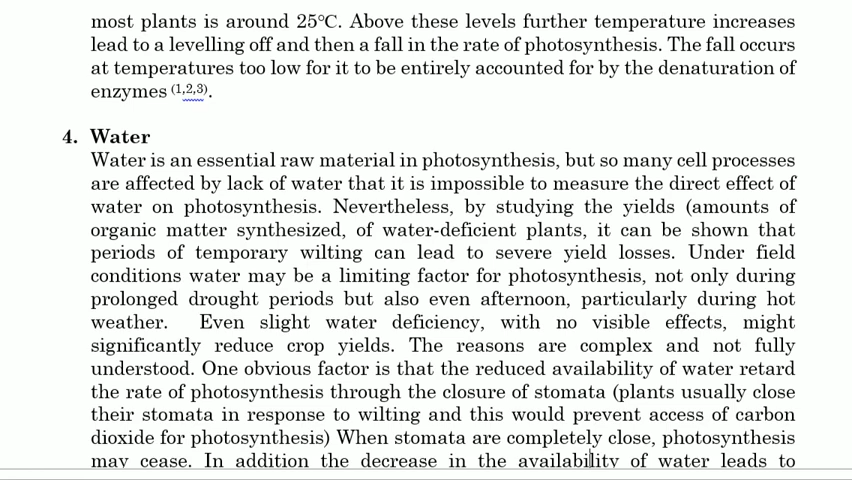 most plants is around 25°C. Above these levels further temperature increases
lead to a levelling off and then a fall in the rate of photosynthesis. The fall occurs
at temperatures too low for it to be entirely accounted for by the denaturation of
enzymes (1,2,3).
4. Water
Water is an essential raw material in photosynthesis, but so many cell processes
are affected by lack of water that it is impossible to measure the direct effect of
water on photosynthesis. Nevertheless, by studying the yields (amounts of
organic matter synthesized, of water-deficient plants, it can be shown that
periods of temporary wilting can lead to severe yield losses. Under field
conditions water may be a limiting factor for photosynthesis, not only during
prolonged drought periods but also even afternoon, particularly during hot
weather. Even slight water deficiency, with no visible effects, might
significantly reduce crop yields. The reasons are complex and not fully
understood. One obvious factor is that the reduced availability of water retard
the rate of photosynthesis through the closure of stomata (plants usually close
their stomata in response to wilting and this would prevent access of carbon
dioxide for photosynthesis) When stomata are completely close, photosynthesis
may cease. In addition the decrease in the availability of water leads to